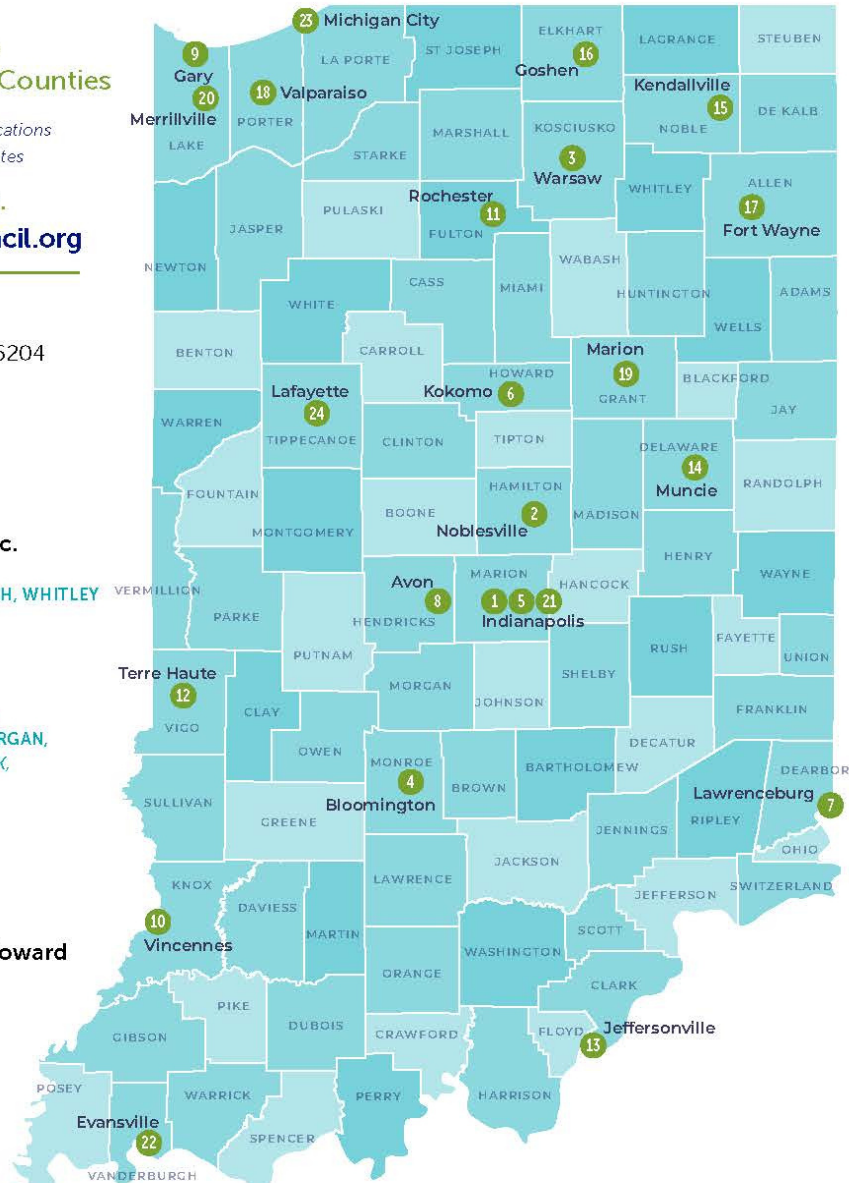 Counties
cations
tes
cil.org
6204
c.
H, WHITLEY
RGAN,
K,
oward
23 Michigan City
9
Gary
20
Merrillville
LAKE
18 Valparaiso
PORTER
LA PORTE
ST JOSEPH
ELKHART
16
Goshen
LAGRANGE
STEUBEN
Kendallville
15
NOBLE
DE KALB
STARKE
MARSHALL
KOSCIUSKO
3
Warsaw
WHITLEY
ALLEN
17
Fort Wayne
NEWTON
JASPER
PULASKI
Rochester
11
FULTON
WABASH
HUNTINGTON
WELLS
ADAMS
WHITE
CASS
MIAMI
BENTON
CARROLL
HOWARD
Kokomo 6
Marion
19
GRANT
BLACKFORD
JAY
WARREN
Lafayette
24
TIPPECANOE
CLINTON
TIPTON
DELAWARE
14
Muncie
RANDOLPH
FOUNTAIN
MONTGOMERY
BOONE
HAMILTON
2
Noblesville
MADISON
HENRY
WAYNE
VERMILLION
PARKE
PUTNAM
Avon
8
HENDRICKS
MARION
1 5 21
Indianapolis
HANCOCK
RUSH
FAYETTE
UNION
Terre Haute
12
VIGO
CLAY
OWEN
MORGAN
JOHNSON
SHELBY
DECATUR
FRANKLIN
SULLIVAN
GREENE
MONROE
4
Bloomington
BROWN
BARTHOLOMEW
JENNINGS
RIPLEY
DEARBOR
Lawrenceburg 7
OHIO
KNOX
10
Vincennes
DAVIESS
MARTIN
LAWRENCE
JACKSON
JEFFERSON
SWITZERLAND
WASHINGTON
SCOTT
ORANGE
CLARK
GIBSON
PIKE
DUBOIS
CRAWFORD
FLOYD
13 Jeffersonville
POSEY
Evansville
22
VANDERBURGH
WARRICK
SPENCER
PERRY
HARRISON